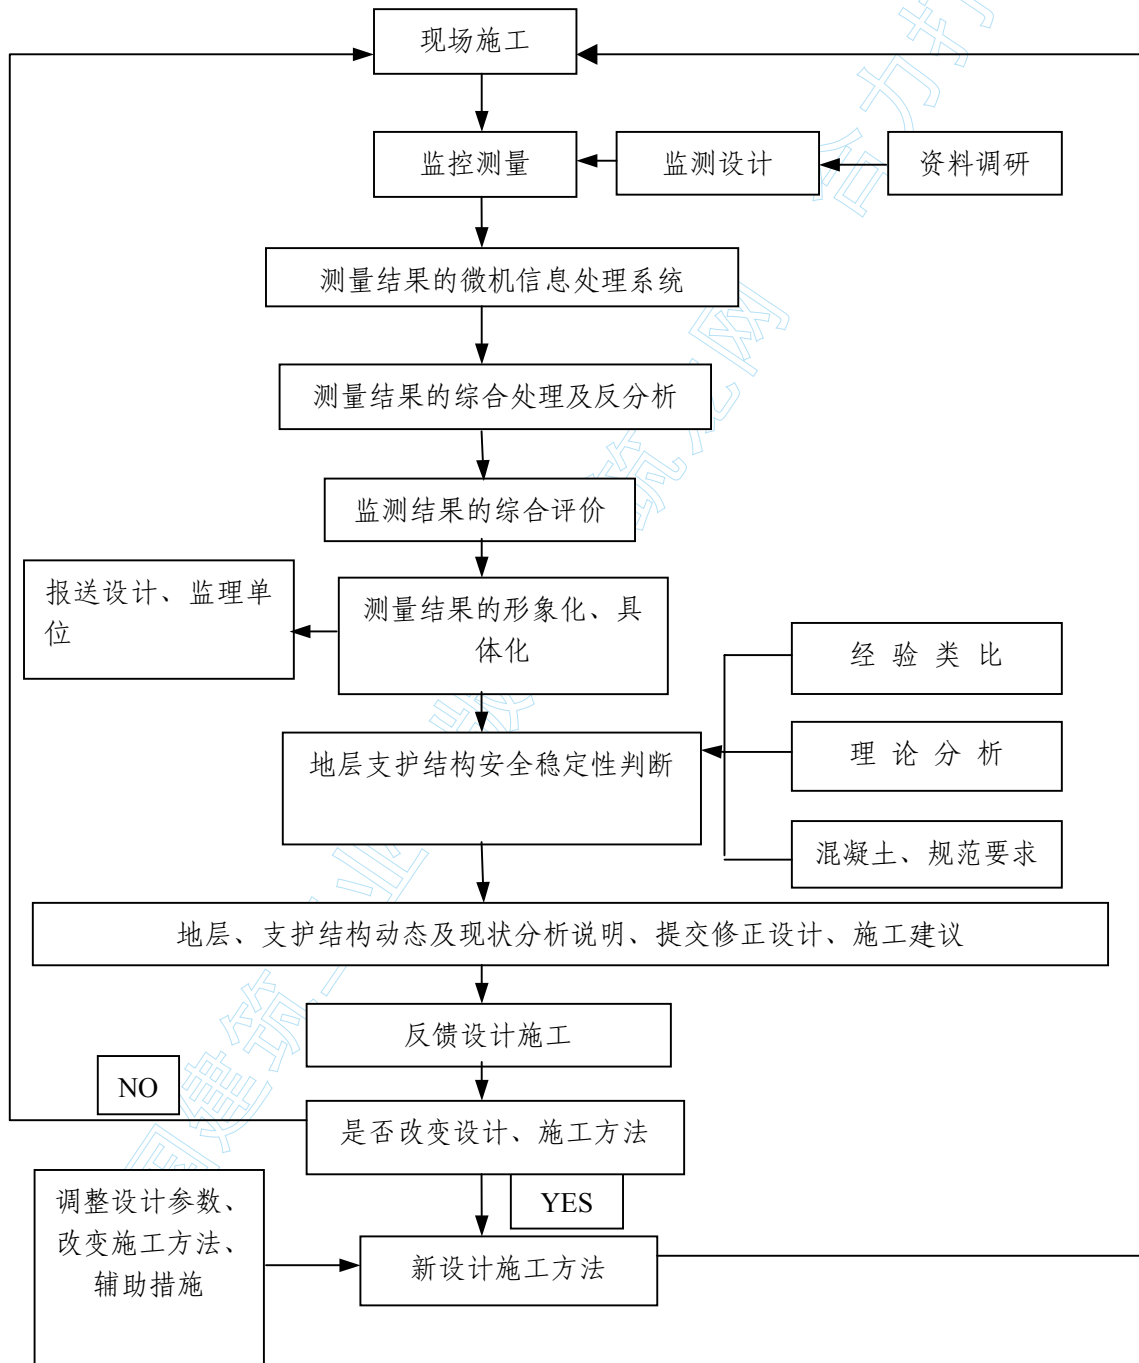 现场施工
监控测量
监测设计
资料调研
测量结果的微机信息处理系统
测量结果的综合处理及反分析
监测结果的综合评价
报送设计、监理单
位
测量结果的形象化、具
体化
经 验 类 比
地层支护结构安全稳定性判断
理 论 分 析
混凝土、规范要求
地层、支护结构动态及现状分析说明、提交修正设计、施工建议
反馈设计施工
NO
是否改变设计、施工方法
YES
调整设计参数、
改变施工方法、
辅助措施
新设计施工方法